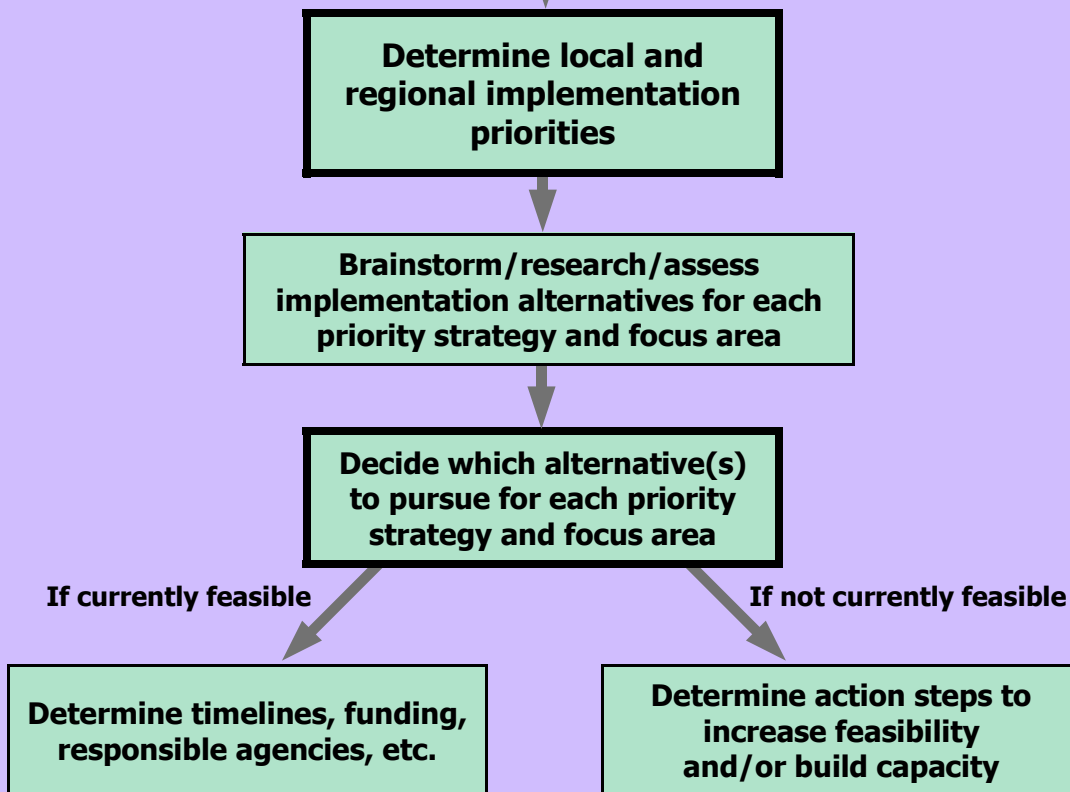 Determine local and
regional implementation
priorities
Brainstorm/research/assess
implementation alternatives for each
priority strategy and focus area
Decide which alternative(s)
to pursue for each priority
strategy and focus area
If currently feasible
If not currently feasible
Determine timelines, funding,
responsible agencies, etc.
Determine action steps to
increase feasibility
and/or build capacity